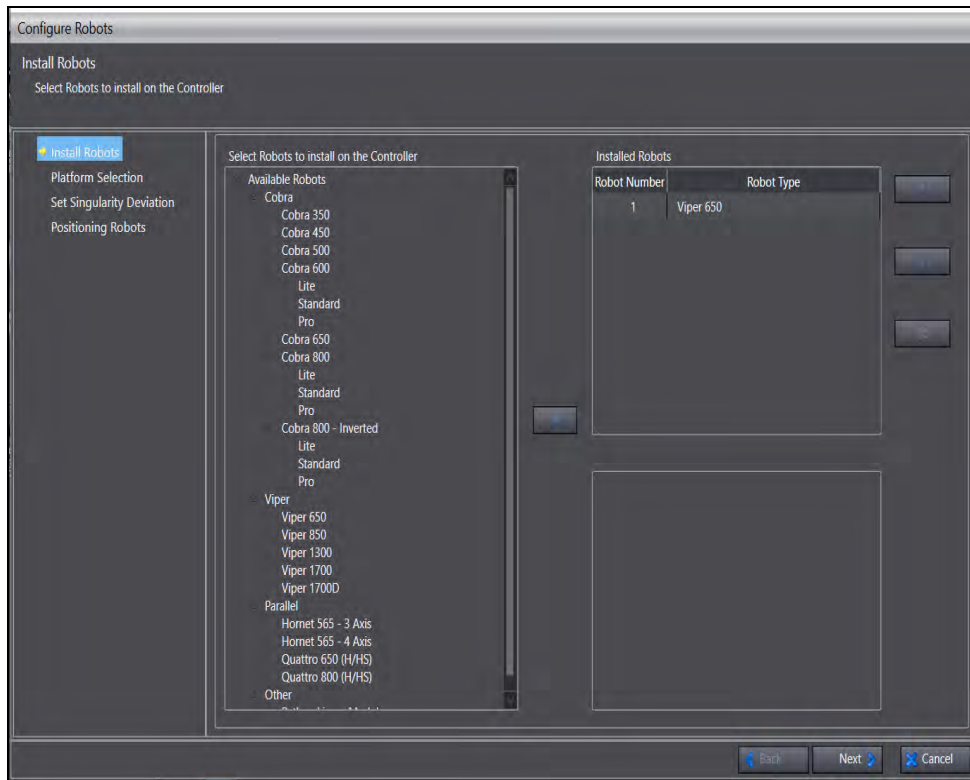 Configure Robots
Install Robots
Select Robots to install on the Controller
Install Robots
Platform Selection
Set Singularity Deviation
Positioning Robots
Select Robots to install on the Controller
Available Robots
Cobra
Cobra 350
Cobra 450
Cobra 500
Cobra 600
Lite
Standard
Pro
Cobra 650
Cobra 800
Lite
Standard
Pro
Cobra 800 - Inverted
Lite
Standard
Pro
Viper
Viper 650
Viper 850
Viper 1300
Viper 1700
Viper 1700D
Parallel
Hornet 565 - 3 Axis
Hornet 565 - 4 Axis
Quattro 650 (H/HS)
Quattro 800 (H/HS)
Other
Installed Robots
Robot Number Robot Type
1 Viper 650
Back Next Cancel